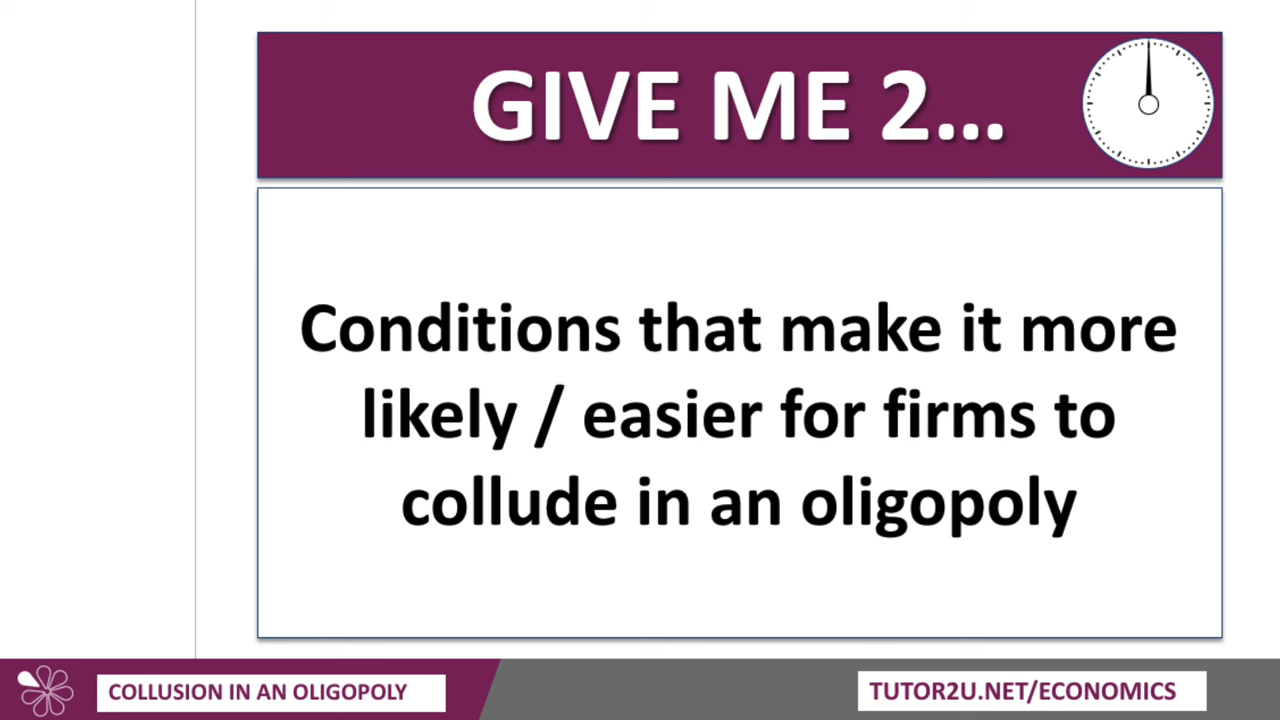 GIVE ME 2...
Conditions that make it more
likely / easier for firms to
collude in an oligopoly
COLLUSION IN AN OLIGOPOLY
TUTOR2U.NET/ECONOMICS